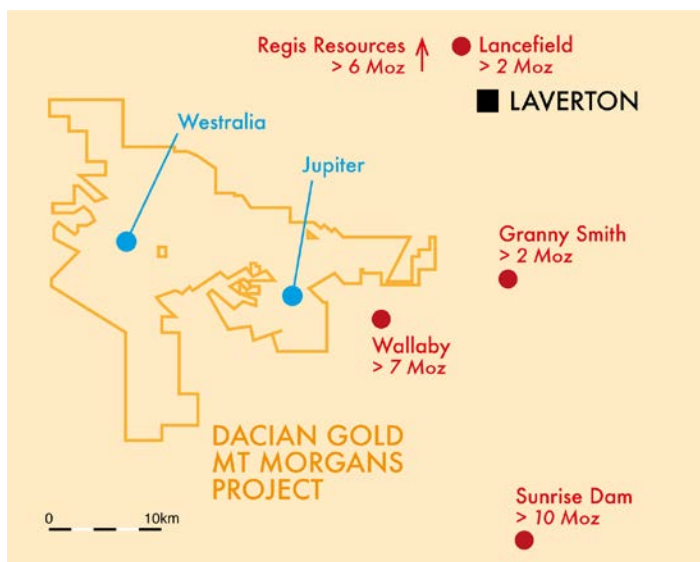 Regis Resources
> 6 Moz
Lancefield
> 2 Moz
LAVERTON
Westralia
Jupiter
Granny Smith
> 2 Moz
Wallaby
> 7 Moz
DACIAN GOLD
MT MORGANS
PROJECT
0 10km
Sunrise Dam
> 10 Moz